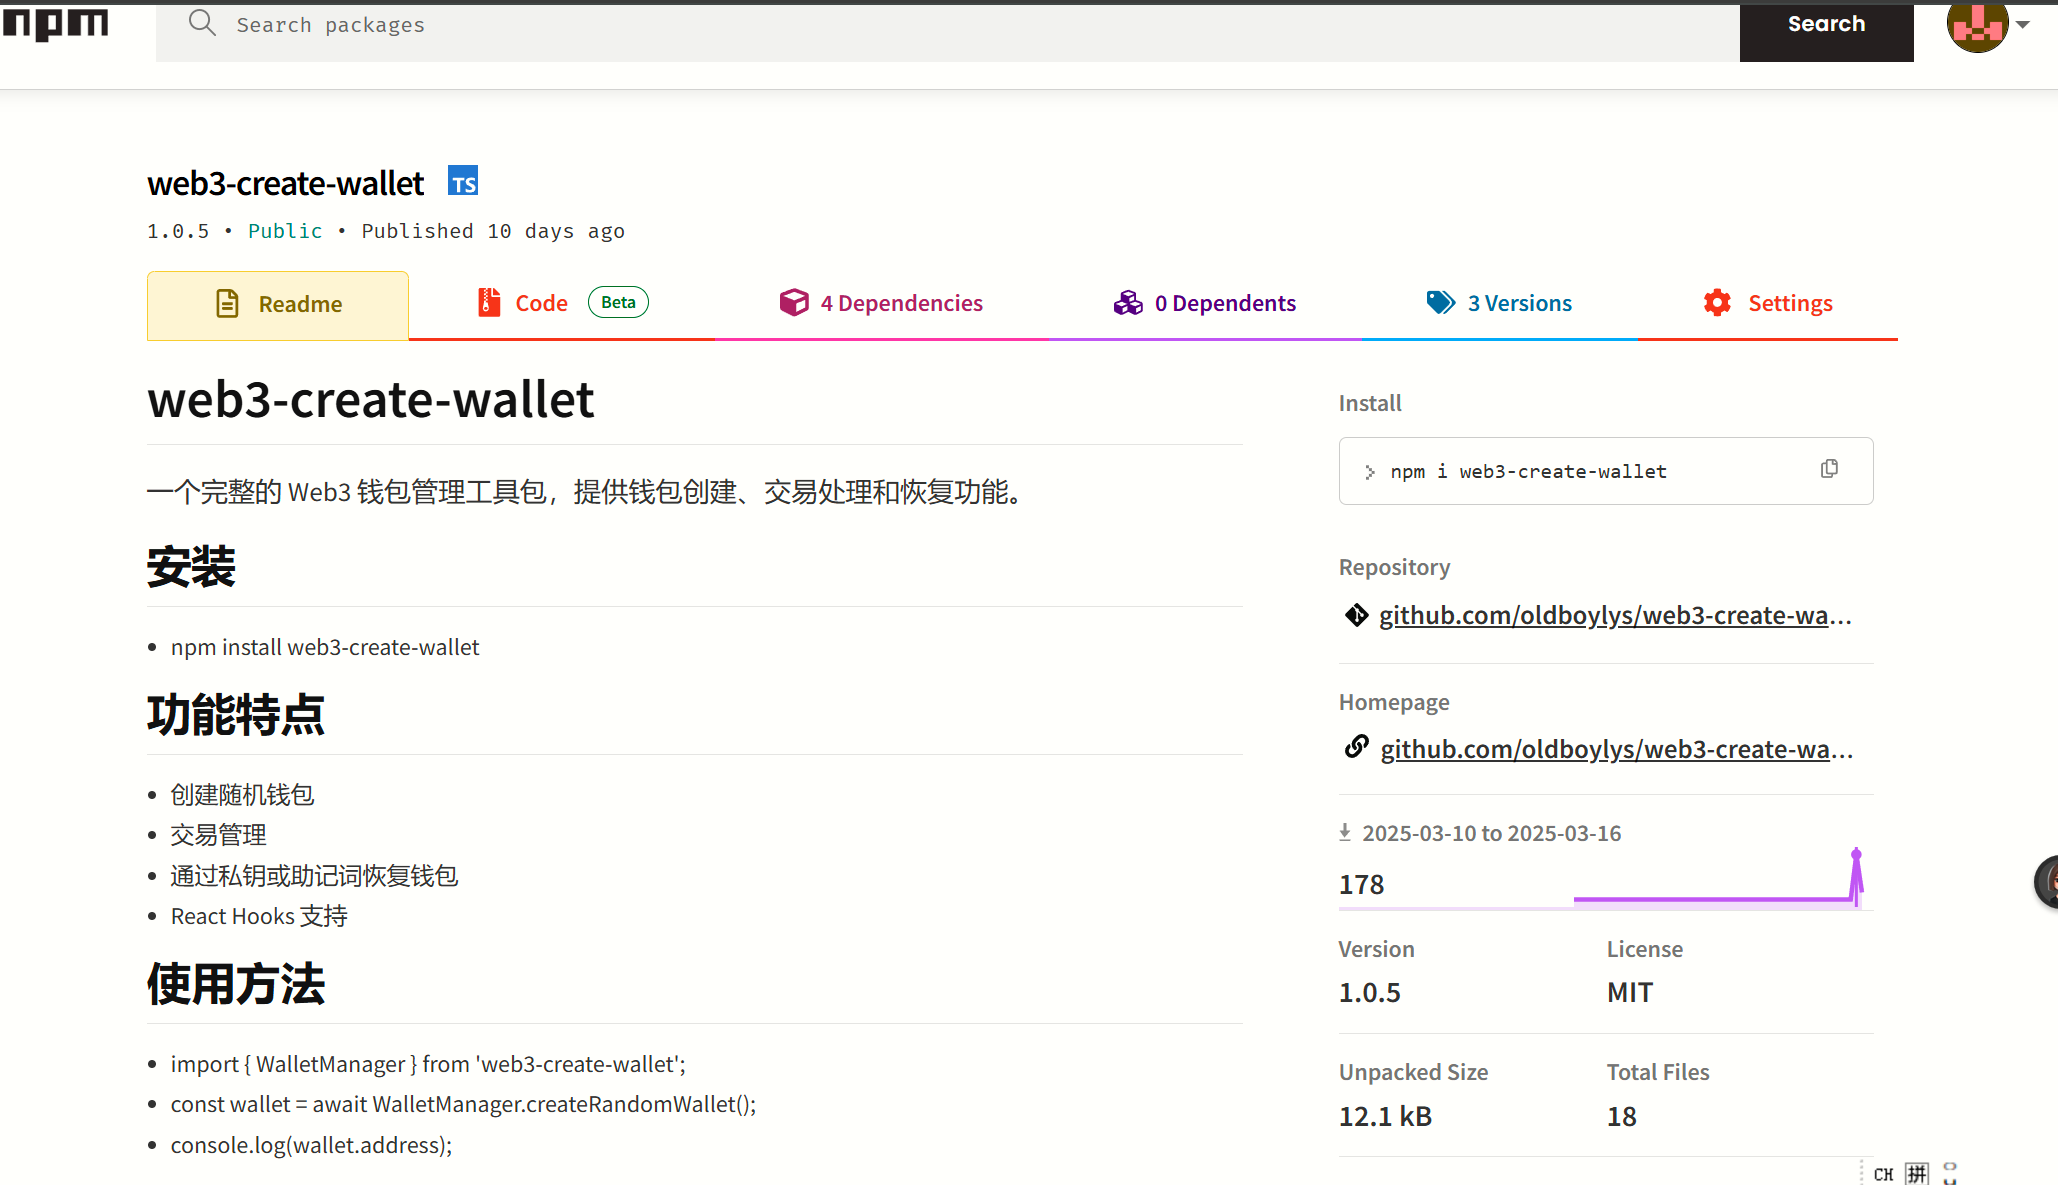 npm
Search packages
Search
web3-create-wallet TS
1.0.5 • Public • Published 10 days ago
Readme
Code Beta
4 Dependencies
0 Dependents
3 Versions
Settings
web3-create-wallet
一个完整的 Web3 钱包管理工具包，提供钱包创建、交易处理和恢复功能。
安装
• npm install web3-create-wallet
功能特点
• 创建随机钱包
• 交易管理
• 通过私钥或助记词恢复钱包
• React Hooks 支持
使用方法
• import { WalletManager } from 'web3-create-wallet';
• const wallet = await WalletManager.createRandomWallet();
• console.log(wallet.address);
Install
npm i web3-create-wallet
Repository
github.com/oldboylys/web3-create-wa...
Homepage
github.com/oldboylys/web3-create-wa...
2025-03-10 to 2025-03-16
178
Version
1.0.5
License
MIT
Unpacked Size
12.1 kB
Total Files
18
CH 拼